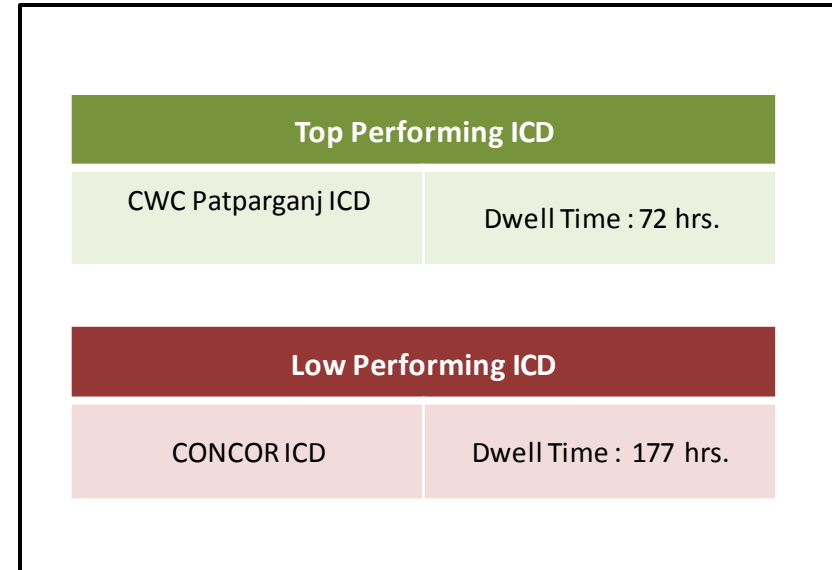 Top Performing ICD
CWC Patparganj ICD
Dwell Time : 72 hrs.
Low Performing ICD
CONCOR ICD
Dwell Time : 177 hrs.